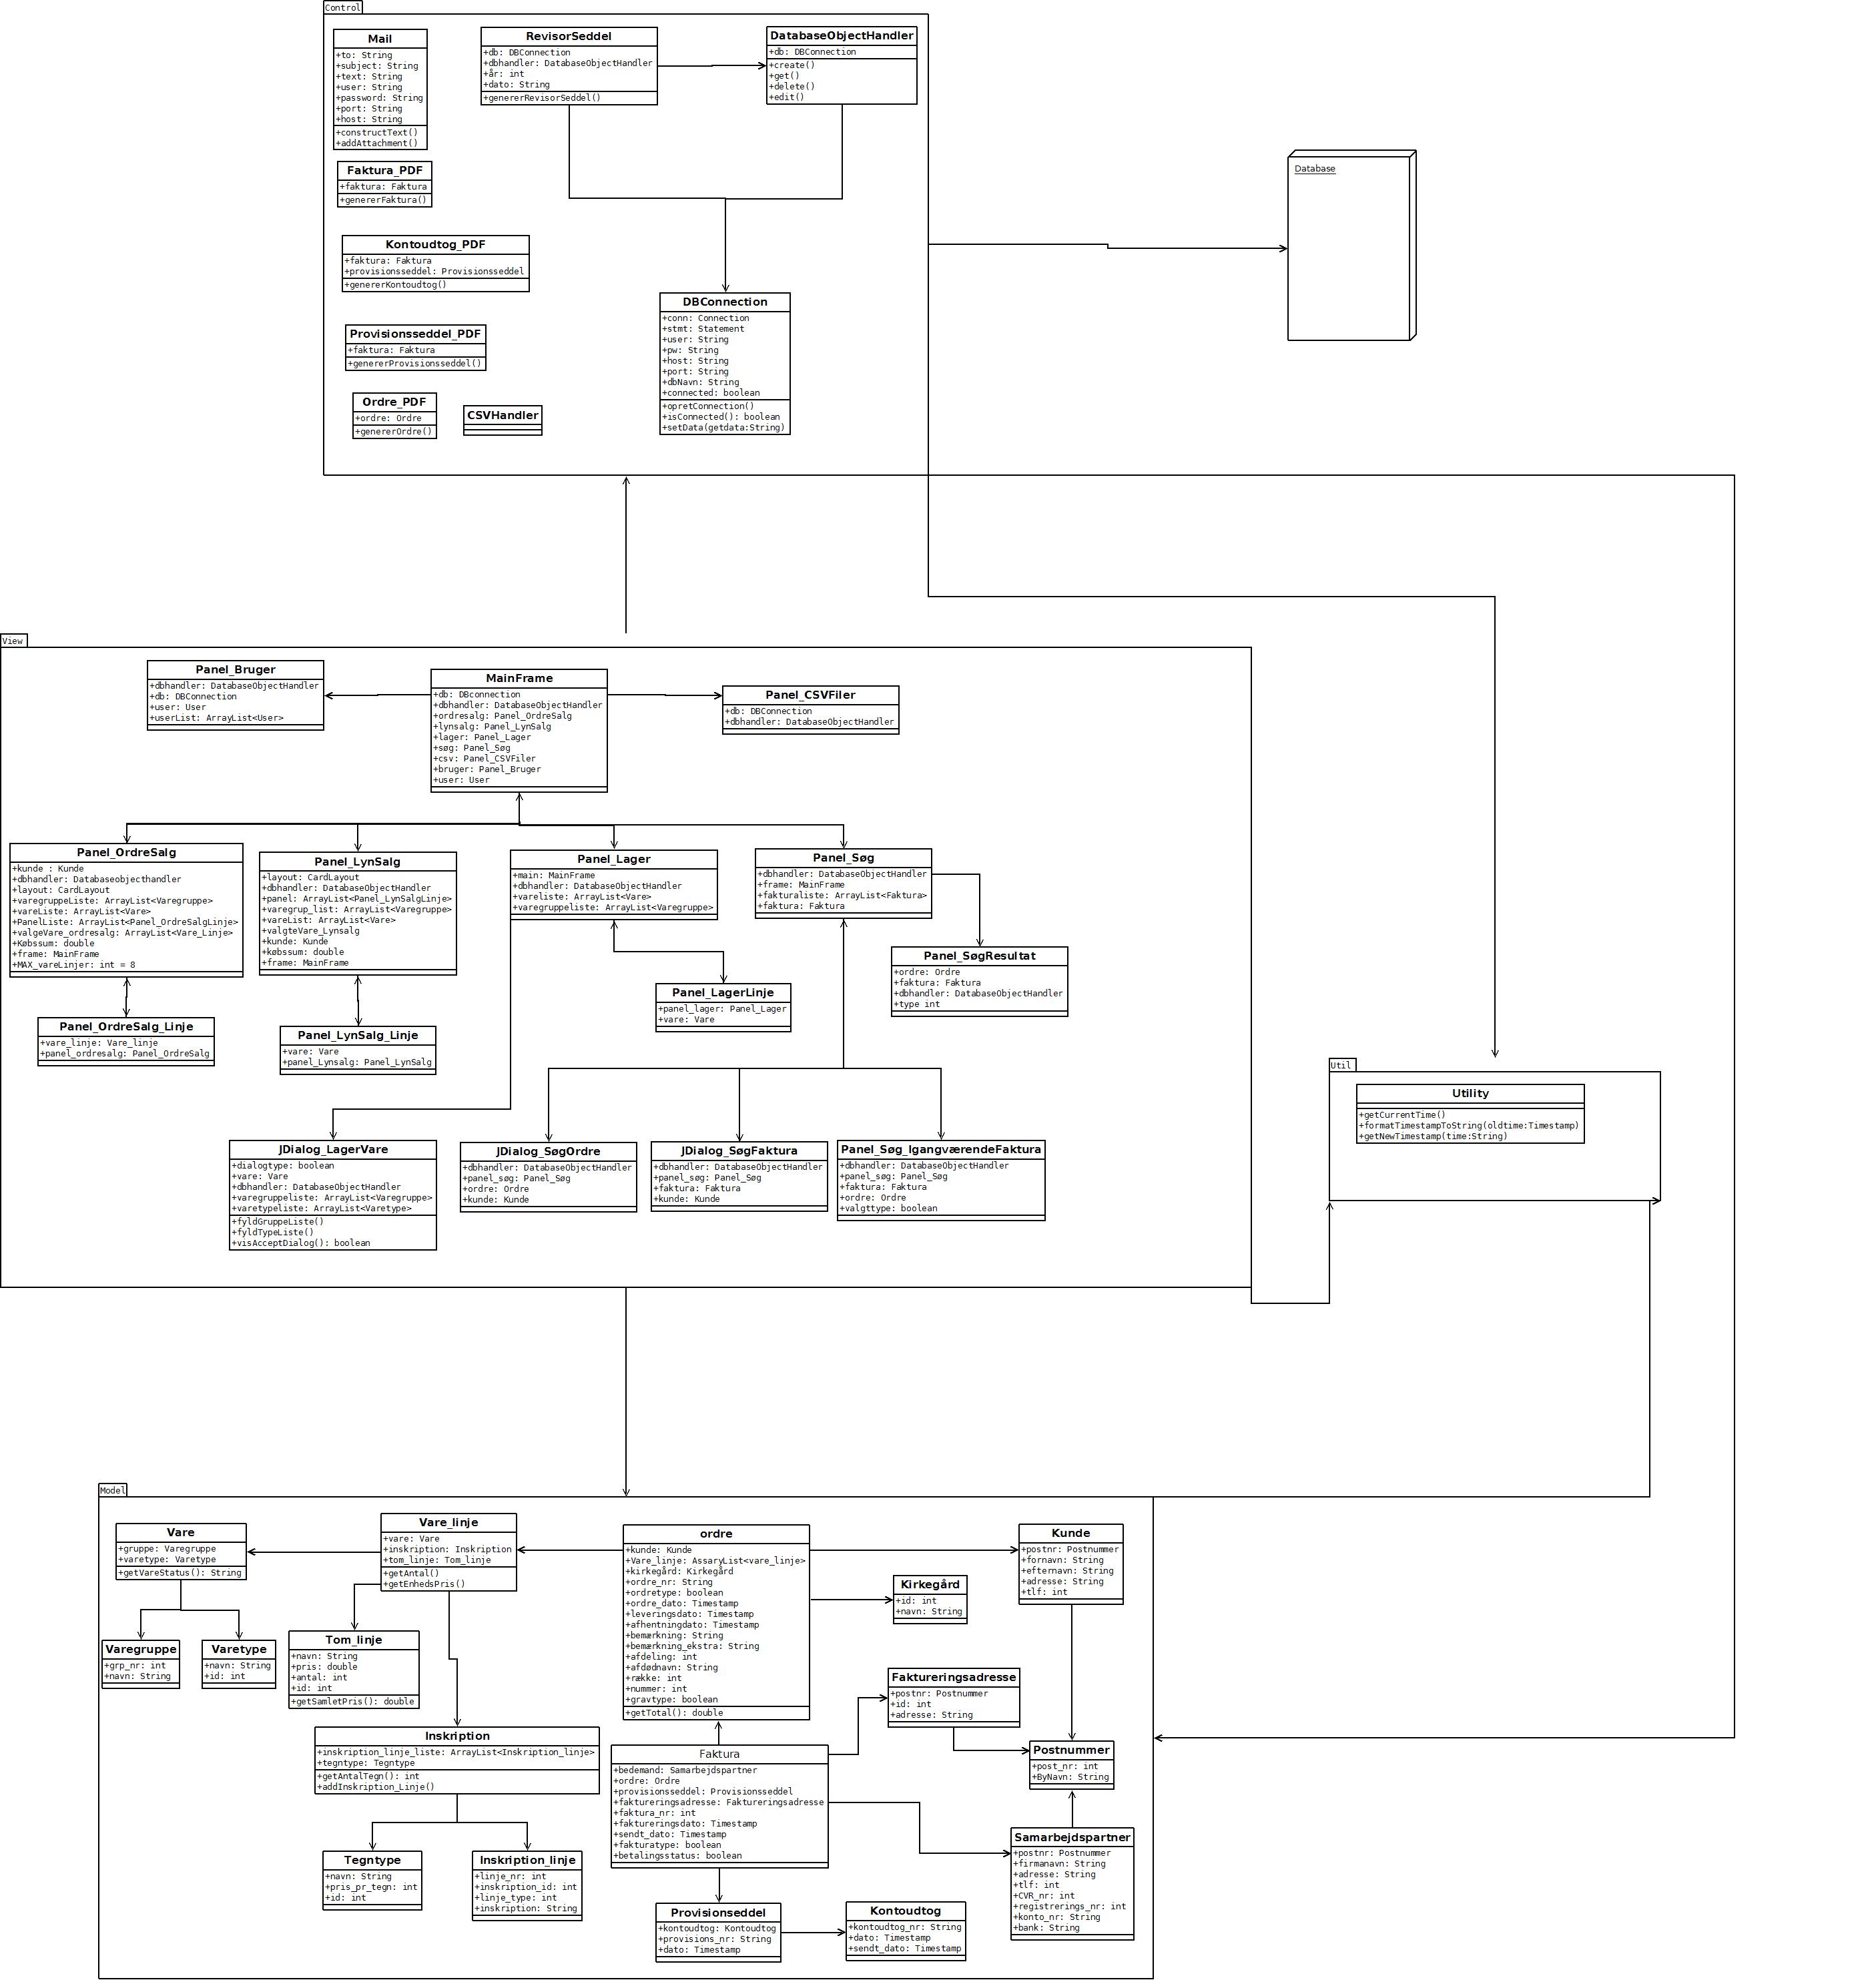 Control
Mail
+to: String
+subject: String
+text: String
+user: String
+password: String
+port: String
+host: String
+constructText()
+addAttachment()
RevisorSeddel
+db: DBConnection
+dbhandler: DatabaseObjectHandler
+år: int
+dato: String
+genererRevisorSeddel()
DatabaseObjectHandler
+db: DBConnection
+create()
+get()
+delete()
+edit()
Faktura_PDF
+faktura: Faktura
+genererFaktura()
Kontoudtog_PDF
+faktura: Faktura
+provisionsseddel: Provisionsseddel
+genererKontoudtog()
Provisionsseddel_PDF
+faktura: Faktura
+genererProvisionsseddel()
Ordre_PDF
+ordre: Ordre
+genererOrdre()
CSVHandler
DBConnection
+conn: Connection
+stmt: Statement
+user: String
+pw: String
+host: String
+port: String
+dbNavn: String
+connected: boolean
+opretConnection()
+isConnected(): boolean
+setData(getdata:String)
Database
View
Panel_Bruger
+dbhandler: DatabaseObjectHandler
+db: DBConnection
+user: User
+userList: ArrayList<User>
MainFrame
+db: DBconnection
+dbhandler: DatabaseObjectHandler
+ordresalg: Panel_OrdreSalg
+lynsalg: Panel_LynSalg
+lager: Panel_Lager
+søg: Panel_Søg
+csv: Panel_CSVFiler
+bruger: Panel_Bruger
+user: User
Panel_CSVFiler
+db: DBConnection
+dbhandler: DatabaseObjectHandler
Panel_OrdreSalg
+kunde : Kunde
+dbhandler: Databaseobjecthandler
+layout: CardLayout
+varegruppeListe: ArrayList<Varegruppe>
+vareListe: ArrayList<Vare>
+PanelListe: ArrayList<Panel_OrdreSalgLinje>
+valgeVare_ordresalg: ArrayList<Vare_Linje>
+Købssum: double
+frame: MainFrame
+MAX_vareLinjer: int = 8
Panel_LynSalg
+layout: CardLayout
+dbhandler: DatabaseObjectHandler
+panel: ArrayList<Panel_LynSalgLinje>
+varegrup_list: ArrayList<Varegruppe>
+vareList: ArrayList<Vare>
+valgteVare_Lynsalg
+kunde: Kunde
+købssum: double
+frame: MainFrame
Panel_Lager
+main: MainFrame
+dbhandler: DatabaseObjectHandler
+vareliste: ArrayList<Vare>
+varegruppeliste: ArrayList<Varegruppe>
Panel_Søg
+dbhandler: DatabaseObjectHandler
+frame: MainFrame
+fakturaliste: ArrayList<Faktura>
+faktura: Faktura
Panel_SøgResultat
+ordre: Ordre
+faktura: Faktura
+dbhandler: DatabaseObjectHandler
+type int
Panel_LagerLinje
+panel_lager: Panel_Lager
+vare: Vare
Panel_OrdreSalg_Linje
+vare_linje: Vare_linje
+panel_ordresalg: Panel_OrdreSalg
Panel_LynSalg_Linje
+vare: Vare
+panel_Lynsalg: Panel_LynSalg
JDialog_LagerVare
+dialogtype: boolean
+vare: Vare
+dbhandler: DatabaseObjectHandler
+varegruppeliste: ArrayList<Varegruppe>
+varetypeliste: ArrayList<Varetype>
+fyldGruppeListe()
+fyldTypeListe()
+visAcceptDialog(): boolean
JDialog_SøgOrdre
+dbhandler: DatabaseObjectHandler
+panel_søg: Panel_Søg
+ordre: Ordre
+kunde: Kunde
JDialog_SøgFaktura
+dbhandler: DatabaseObjectHandler
+panel_søg: Panel_Søg
+faktura: Faktura
+kunde: Kunde
Panel_Søg_IgangværendeFaktura
+dbhandler: DatabaseObjectHandler
+panel_søg: Panel_Søg
+faktura: Faktura
+ordre: Ordre
+valgttype: boolean
Util
Utility
+getCurrentTime()
+formatTimestampToString(oldtime:Timestamp)
+getNewTimestamp(time:String)
Model
Vare
+gruppe: Varegruppe
+varetype: Varetype
+getVareStatus(): String
Vare_linje
+vare: Vare
+inskription: Inskription
+tom_linje: Tom_linje
+getAntal()
+getEnhedsPris()
ordre
+kunde: Kunde
+Vare_linje: AssaryList<vare_linje>
+kirkegård: Kirkegård
+ordre_nr: String
+ordretype: boolean
+ordre_dato: Timestamp
+leveringsdato: Timestamp
+afhentningdato: Timestamp
+bemærkning: String
+bemærkning_ekstra: String
+afdeling: int
+afdødnavn: String
+række: int
+nummer: int
+gravtype: boolean
+getTotal(): double
Kunde
+postnr: Postnummer
+fornavn: String
+efternavn: String
+adresse: String
+tlf: int
Kirkegård
+id: int
+navn: String
Varegruppe
+grp_nr: int
+navn: String
Varetype
+navn: String
+id: int
Tom_linje
+navn: String
+pris: double
+antal: int
+id: int
+getSamletPris(): double
Faktureringsadresse
+postnr: Postnummer
+id: int
+adresse: String
Inskription
+inskription_linje_liste: ArrayList<Inskription_linje>
+tegntype: Tegntype
+getAntalTegn(): int
+addInskription_Linje()
Faktura
+bedemand: Samarbejdspartner
+ordre: Ordre
+provisionsseddel: Provisionsseddel
+faktureringsadresse: Faktureringsadresse
+faktura_nr: int
+faktureringsdato: Timestamp
+sendt_dato: Timestamp
+fakturatype: boolean
+betalingsstatus: boolean
Postnummer
+post_nr: int
+ByNavn: String
Samarbejdspartner
+postnr: Postnummer
+firmanavn: String
+adresse: String
+tlf: int
+CVR_nr: int
+registrerings_nr: int
+konto_nr: String
+bank: String
Tegntype
+navn: String
+pris_pr_tegn: int
+id: int
Inskription_linje
+linje_nr: int
+inskription_id: int
+linje_type: int
+inskription: String
Provisionseddel
+kontoudtog: Kontoudtog
+provisions_nr: String
+dato: Timestamp
Kontoudtog
+kontoudtog_nr: String
+dato: Timestamp
+sendt_dato: Timestamp